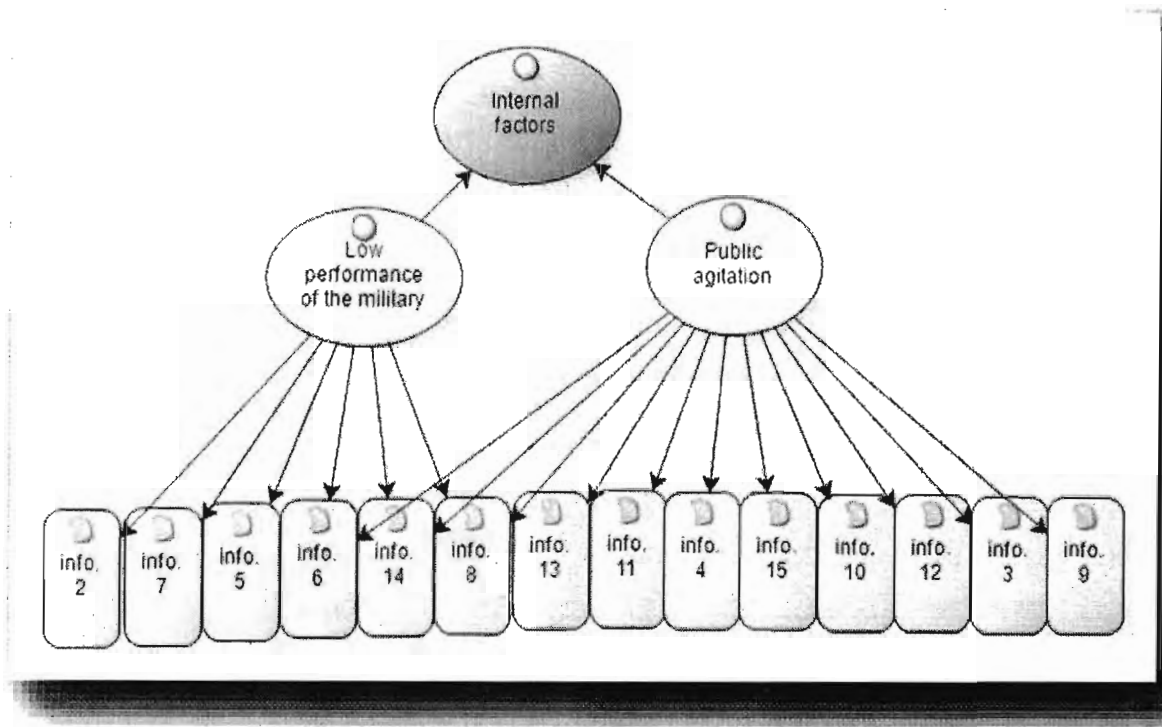 Internal
factors
Low
performance
of the military
Public
agitation
info.
2
info.
7
info.
5
info.
6
info.
14
info.
8
info.
13
info.
11
info.
4
info.
15
info.
10
info.
12
info.
3
info.
9